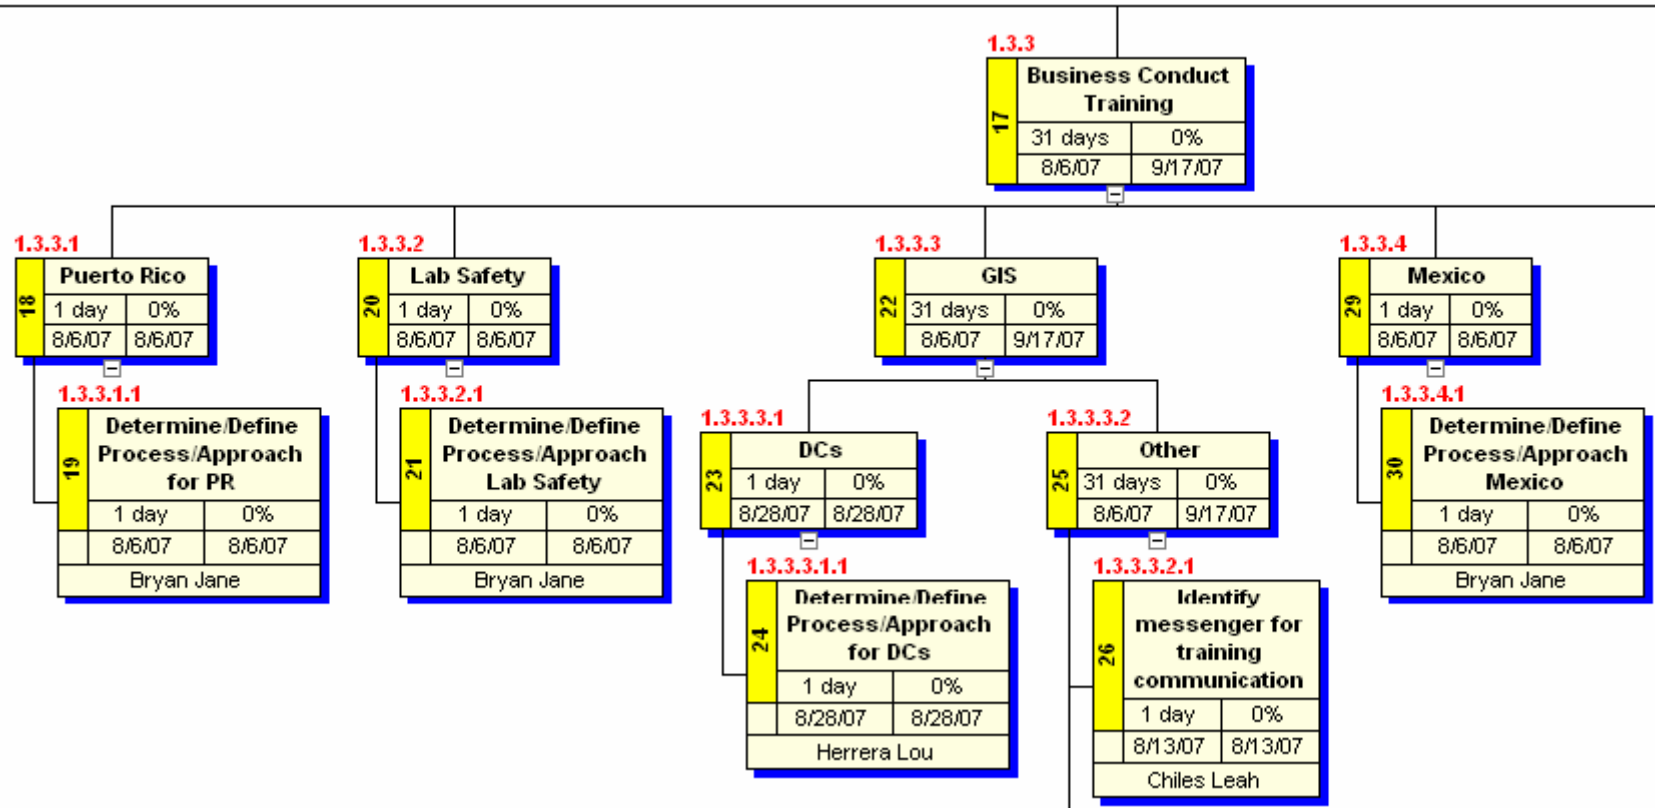 1.3.3
17
Business Conduct
Training
31 days 0%
8/6/07 9/17/07
1.3.3.1
18
Puerto Rico
1 day 0%
8/6/07 8/6/07
1.3.3.1.1
19
Determine/Define
Process/Approach
for PR
1 day 0%
8/6/07 8/6/07
Bryan Jane
1.3.3.2
20
Lab Safety
1 day 0%
8/6/07 8/6/07
1.3.3.2.1
21
Determine/Define
Process/Approach
Lab Safety
1 day 0%
8/6/07 8/6/07
Bryan Jane
1.3.3.3
22
GIS
31 days 0%
8/6/07 9/17/07
1.3.3.3.1
23
DCs
1 day 0%
8/28/07 8/28/07
1.3.3.3.1.1
24
Determine/Define
Process/Approach
for DCs
1 day 0%
8/28/07 8/28/07
Herrera Lou
1.3.3.3.2
25
Other
31 days 0%
8/6/07 9/17/07
1.3.3.3.2.1
26
Identify
messenger for
training
communication
1 day 0%
8/13/07 8/13/07
Chiles Leah
1.3.3.4
29
Mexico
1 day 0%
8/6/07 8/6/07
1.3.3.4.1
30
Determine/Define
Process/Approach
Mexico
1 day 0%
8/6/07 8/6/07
Bryan Jane